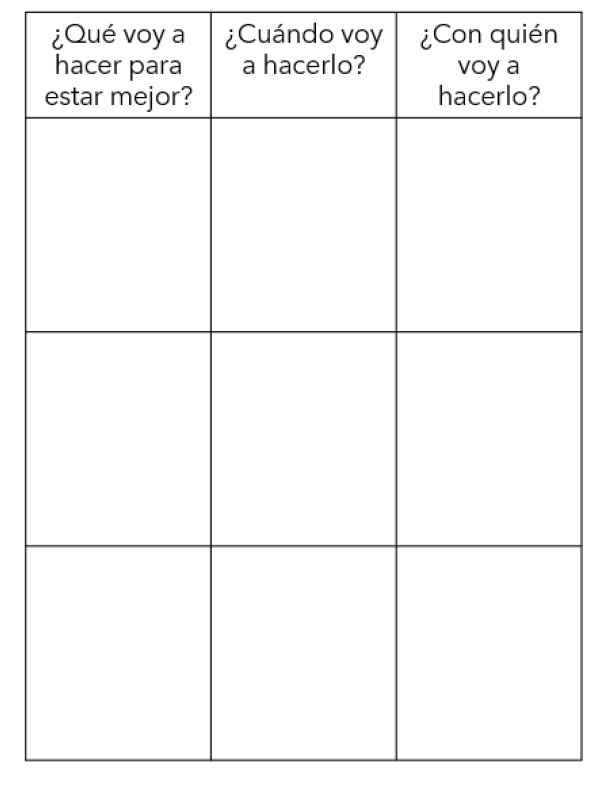 ¿Qué voy a
hacer para
estar mejor?
¿Cuándo voy
a hacerlo?
¿Con quién
voy a
hacerlo?